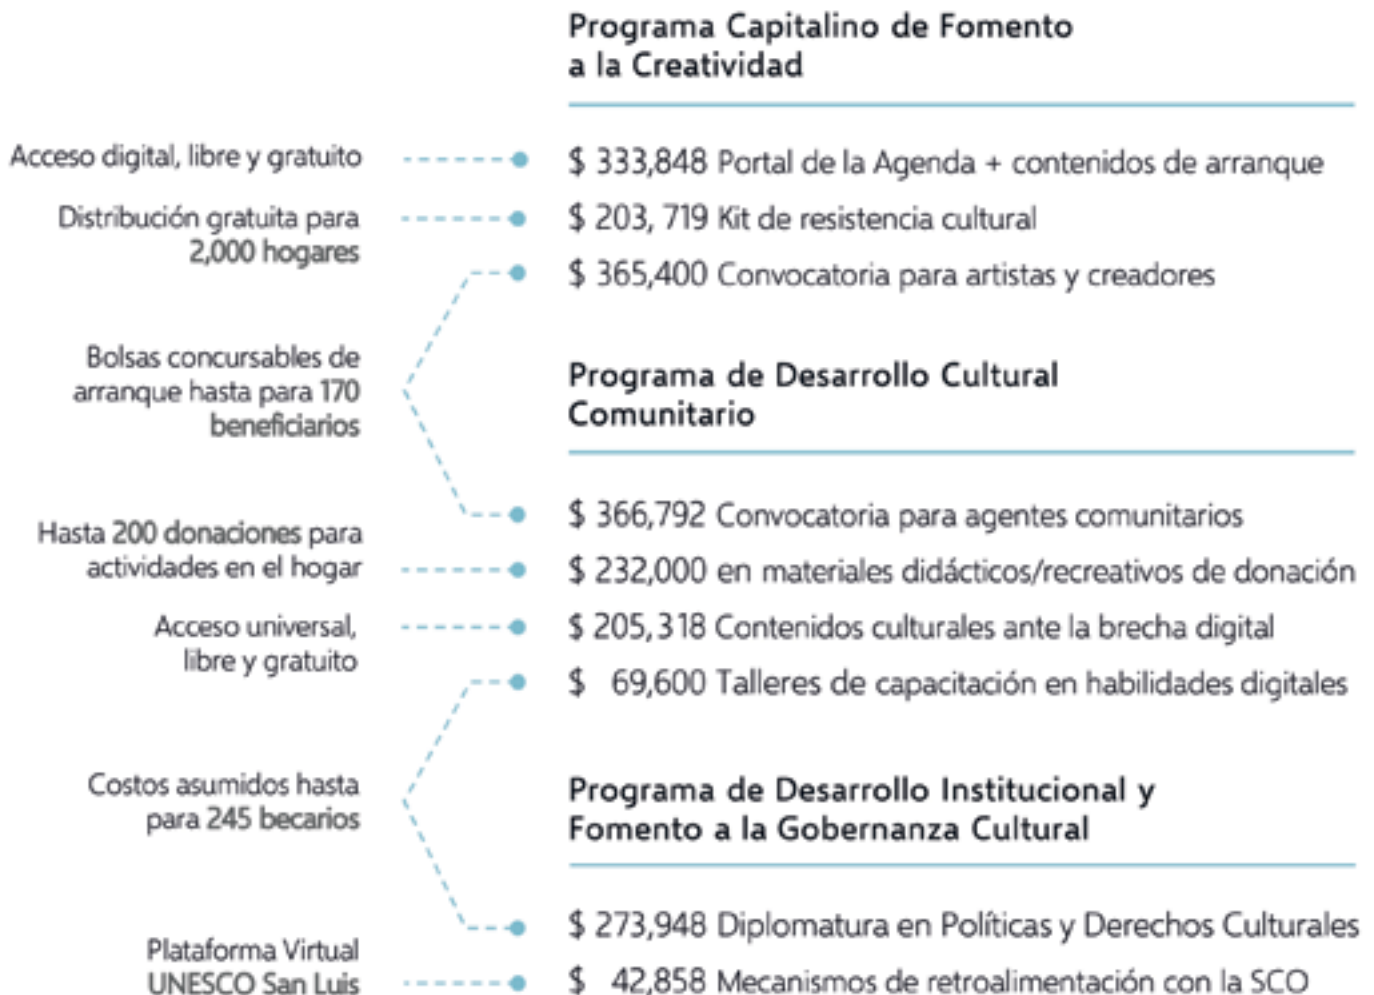 Programa Capitalino de Fomento
a la Creatividad
Acceso digital, libre y gratuito
$ 333,848 Portal de la Agenda + contenidos de arranque
Distribución gratuita para
2,000 hogares
$ 203, 719 Kit de resistencia cultural
$ 365,400 Convocatoria para artistas y creadores
Bolsas concursables de
arranque hasta para 170
beneficiarios
Programa de Desarrollo Cultural
Comunitario
$ 366,792 Convocatoria para agentes comunitarios
Hasta 200 donaciones para
actividades en el hogar
$ 232,000 en materiales didácticos/recreativos de donación
Acceso universal,
libre y gratuito
$ 205,318 Contenidos culturales ante la brecha digital
$ 69,600 Talleres de capacitación en habilidades digitales
Costos asumidos hasta
para 245 becarios
Programa de Desarrollo Institucional y
Fomento a la Gobernanza Cultural
$ 273,948 Diplomatura en Políticas y Derechos Culturales
Plataforma Virtual
UNESCO San Luis
$ 42,858 Mecanismos de retroalimentación con la SCO